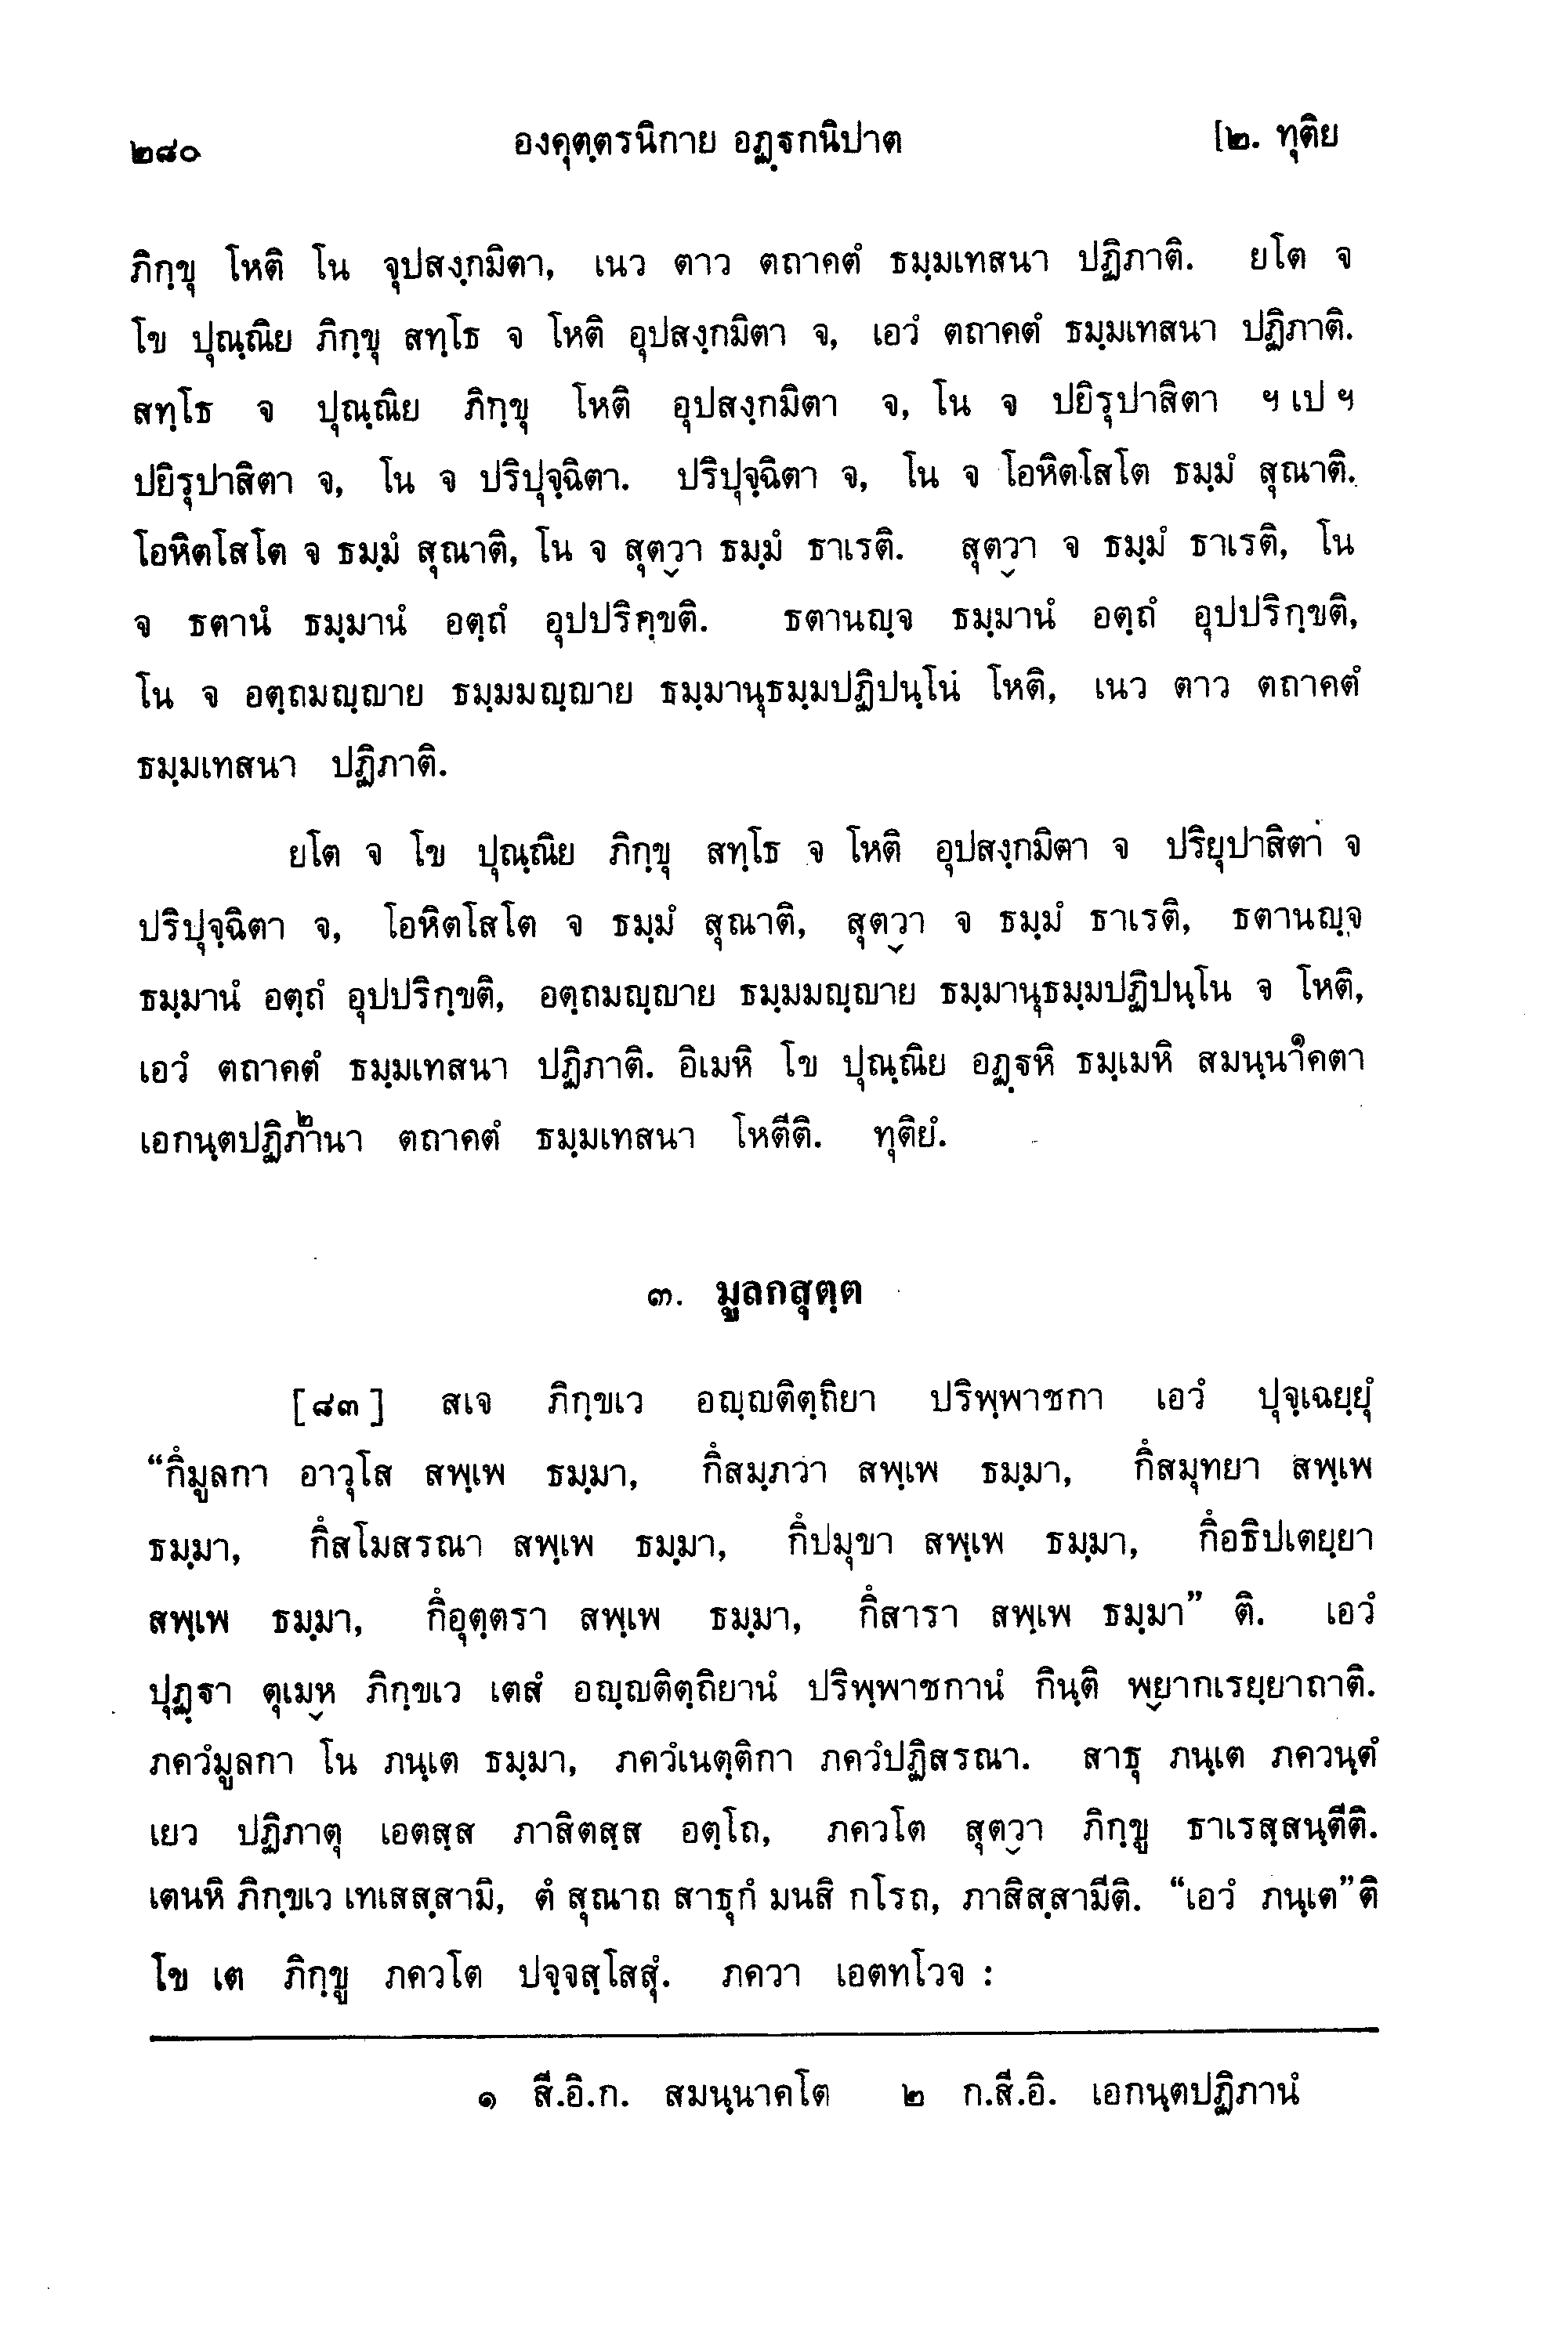 ๒๘๐ องฺคุตฺตรนิกาย อฏฺฐกนิปาต [๒. ทุติย
ภิกฺขุ โหติ โน จุปสงฺกมิตา, เนว ตาว ตถาคตํ ธมฺมเทสนา ปฏิภาติ. ยโต จ
โข ปุณฺณิย ภิกฺขุ สทฺโธ จ โหติ อุปสงฺกมิตา จ, เอวํ ตถาคตํ ธมฺมเทสนา ปฏิภาติ.
สทฺโธ จ ปุณฺณิย ภิกฺขุ โหติ อุปสงฺกมิตา จ, โน จ ปยิรุปาสิตา ฯ เป ฯ
ปยิรุปาสิตา จ, โน จ ปริปุจฺฉิตา. ปริปุจฺฉิตา จ, โน จ โอหิตโสโต ธมฺมํ สุณาติ.
โอหิตโสโต จ ธมฺมํ สุณาติ, โน จ สุตฺวา ธมฺมํ ธาเรติ. สุตฺวา จ ธมฺมํ ธาเรติ, โน
จ ธตานํ ธมฺมานํ อตฺถํ อุปปริกฺขติ. ธตานญฺจ ธมฺมานํ อตฺถํ อุปปริกฺขติ,
โน จ อตฺถมญฺญาย ธมฺมมญฺญาย ธมฺมานุธมฺมปฏิปนฺโน โหติ, เนว ตาว ตถาคตํ
ธมฺมเทสนา ปฏิภาติ.
ยโต จ โข ปุณฺณิย ภิกฺขุ สทฺโธ จ โหติ อุปสงฺกมิตา จ ปริยุปาสิตา จ
ปริปุจฺฉิตา จ, โอหิตโสโต จ ธมฺมํ สุณาติ, สุตฺวา จ ธมฺมํ ธาเรติ, ธตานญฺจ
ธมฺมานํ อตฺถํ อุปปริกฺขติ, อตฺถมญฺญาย ธมฺมมญฺญาย ธมฺมานุธมฺมปฏิปนฺโน จ โหติ,
เอวํ ตถาคตํ ธมฺมเทสนา ปฏิภาติ. อิเมหิ โข ปุณฺณิย อฏฺฐหิ ธมฺเมหิ สมนฺนา๑คตา
เอกนฺตปฏิภา๒นา ตถาคตํ ธมฺมเทสนา โหตีติ. ทุติยํ.
๓. มูลกสุตฺต
[๘๓] สเจ ภิกฺขเว อญฺญติตฺถิยา ปริพฺพาชกา เอวํ ปุจฺเฉยฺยุํ
“กึมูลกา อาวุโส สพฺเพ ธมฺมา, กึสมฺภวา สพฺเพ ธมฺมา, กึสมุทยา สพฺเพ
ธมฺมา, กึสโมสรณา สพฺเพ ธมฺมา, กึปมุขา สพฺเพ ธมฺมา, กึอธิปเตยฺยา
สพฺเพ ธมฺมา, กึอุตฺตรา สพฺเพ ธมฺมา, กึสารา สพฺเพ ธมฺมา” ติ. เอวํ
ปุฏฺฐา ตุเมฺห ภิกฺขเว เตสํ อญฺญติตฺถิยานํ ปริพฺพาชกานํ กินฺติ พฺยากเรยฺยาถาติ.
ภควํมูลกา โน ภนฺเต ธมฺมา, ภควํเนตฺติกา ภควํปฏิสรณา. สาธุ ภนฺเต ภควนฺตํ
เยว ปฏิภาตุ เอตสฺส ภาสิตสฺส อตฺโถ, ภควโต สุตฺวา ภิกฺขู ธาเรสฺสนฺตีติ.
เตนหิ ภิกฺขเว เทเสสฺสามิ, ตํ สุณาถ สาธุกํ มนสิ กโรถ, ภาสิสฺสามีติ. “เอวํ ภนฺเต”ติ
โข เต ภิกฺขู ภควโต ปจฺจสฺโสสุํ. ภควา เอตทโวจ :
๑ สี.อิ.ก. สมนฺนาคโต ๒ ก.สี.อิ. เอกนฺตปฏิภานํ